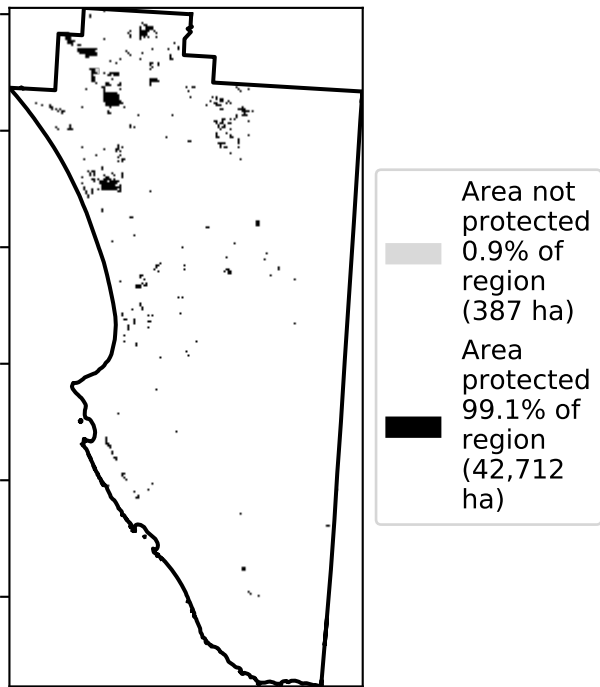 Area not
protected
0.9% of
region
(387 ha)
Area
protected
99.1% of
region
(42,712
ha)